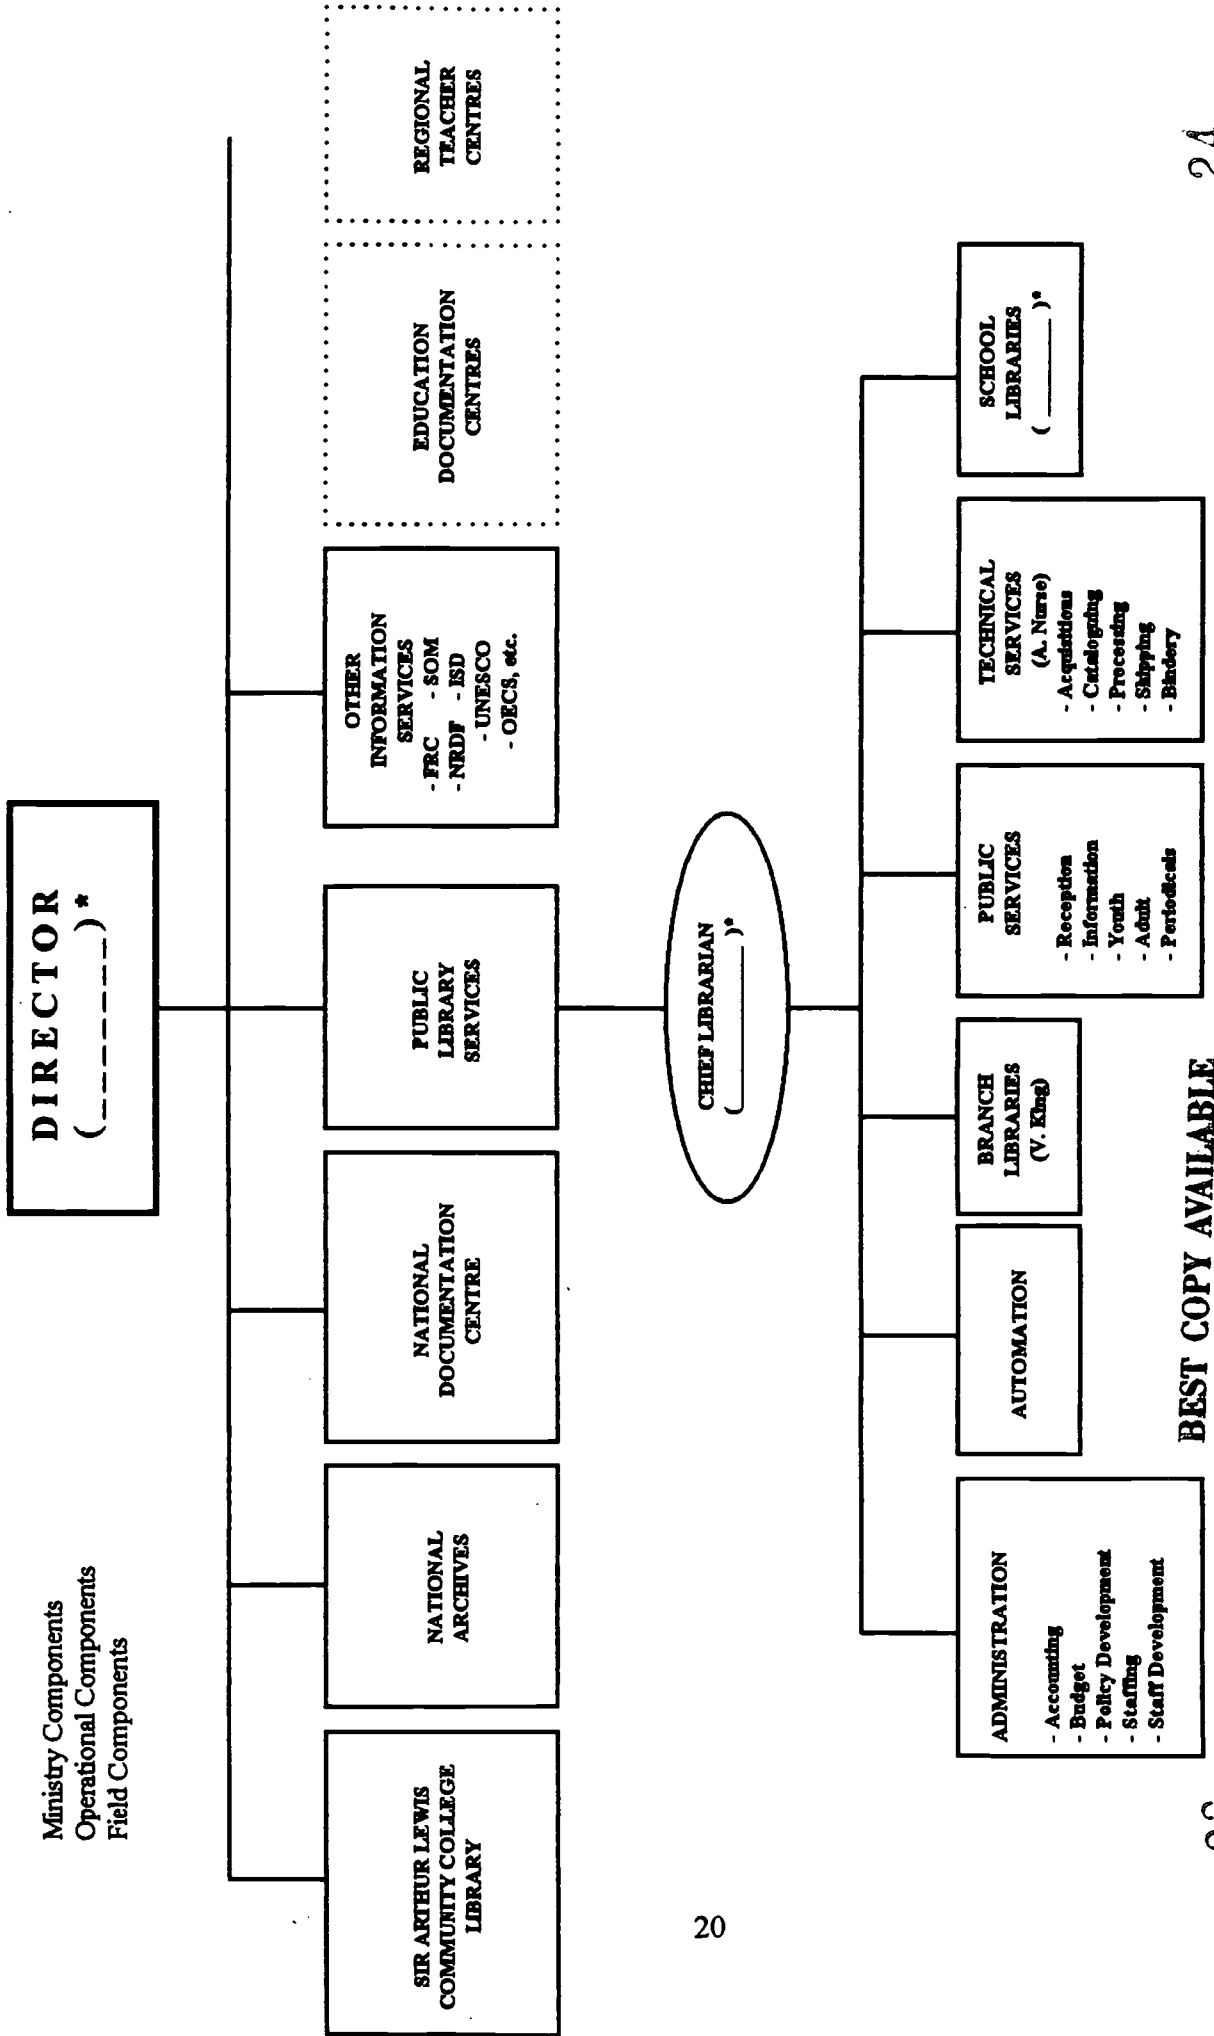 Ministry Components
Operational Components
Field Components
DIRECTOR
(________)*
SIR ARTHUR LEWIS
COMMUNITY COLLEGE
LIBRARY
NATIONAL
ARCHIVES
NATIONAL
DOCUMENTATION
CENTRE
PUBLIC
LIBRARY
SERVICES
OTHER
INFORMATION
SERVICES
- FRC - SOM
- NRDF - ISD
- UNESCO
- OECS, etc.
EDUCATION
DOCUMENTATION
CENTRES
REGIONAL
TEACHER
CENTRES
CHIEF LIBRARIAN
(________)*
ADMINISTRATION
- Accounting
- Budget
- Policy Development
- Staffing
- Staff Development
AUTOMATION
BRANCH
LIBRARIES
(V. King)
PUBLIC
SERVICES
- Reception
- Information
- Youth
- Adult
- Periodicals
TECHNICAL
SERVICES
(A. Nurse)
- Acquisitions
- Cataloguing
- Processing
- Shipping
- Bindery
SCHOOL
LIBRARIES
(________)*
BEST COPY AVAILABLE
20